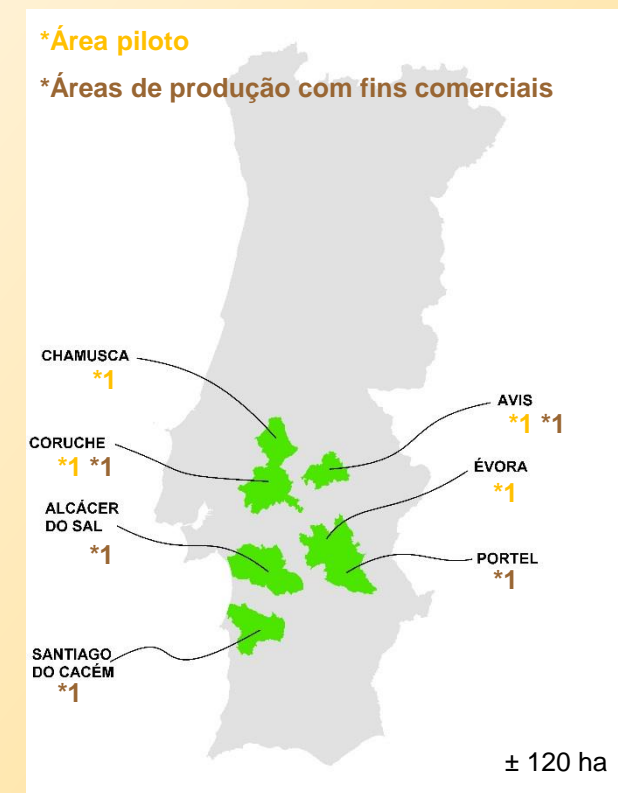 *Área piloto
*Áreas de produção com fins comerciais
CHAMUSCA
*1
AVIS
*1 *1
CORUCHE
*1 *1
ÉVORA
*1
ALCÁCER
DO SAL
*1
PORTEL
*1
SANTIAGO
DO CACÉM
*1
± 120 ha